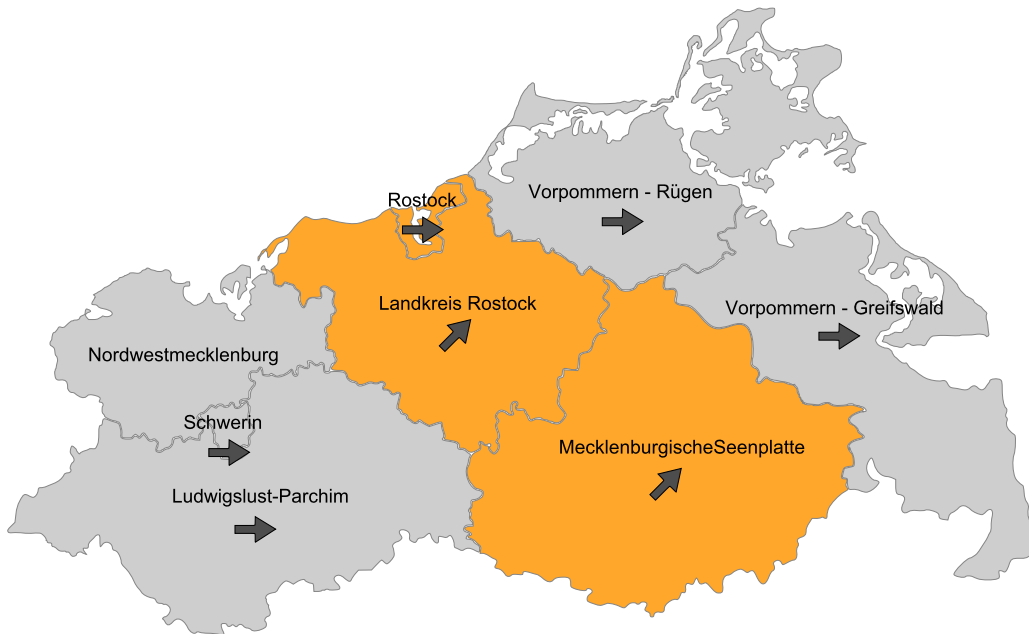 Vorpommern - Rügen
Rostock
Landkreis Rostock
Vorpommern - Greifswald
Nordwestmecklenburg
Schwerin
MecklenburgischeSeenplatte
Ludwigslust-Parchim